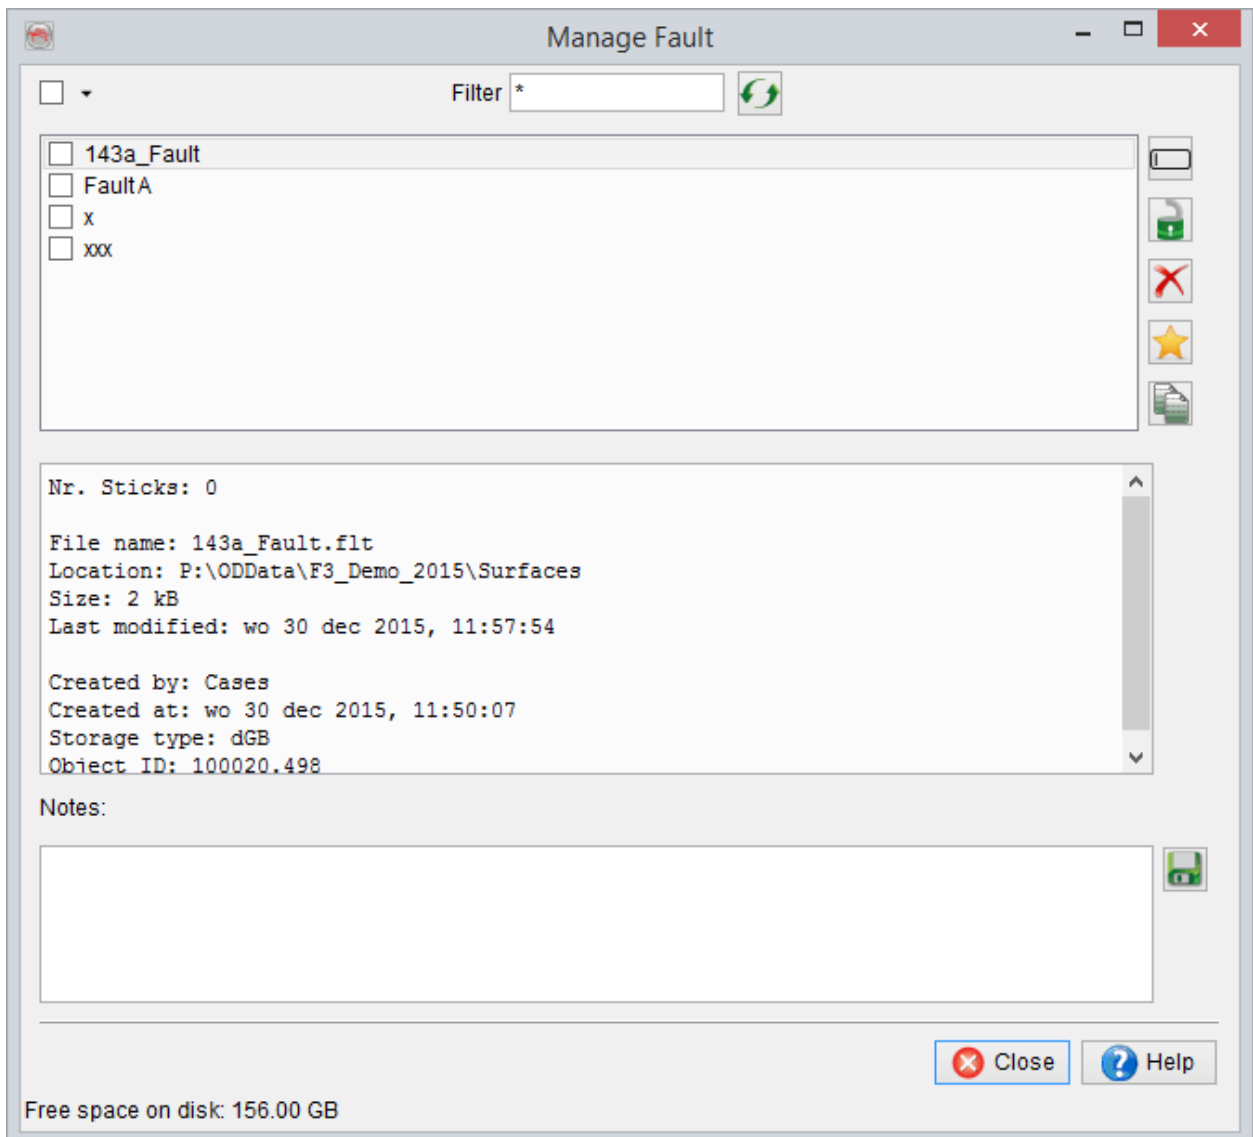 Manage Fault
Filter *
143a_Fault
FaultA
x
xxx
Nr. Sticks: 0
File name: 143a_Fault.flt
Location: P:\ODData\F3_Demo_2015\Surfaces
Size: 2 kB
Last modified: wo 30 dec 2015, 11:57:54
Created by: Cases
Created at: wo 30 dec 2015, 11:50:07
Storage type: dGB
Object ID: 100020.498
Notes:
Close Help
Free space on disk: 156.00 GB